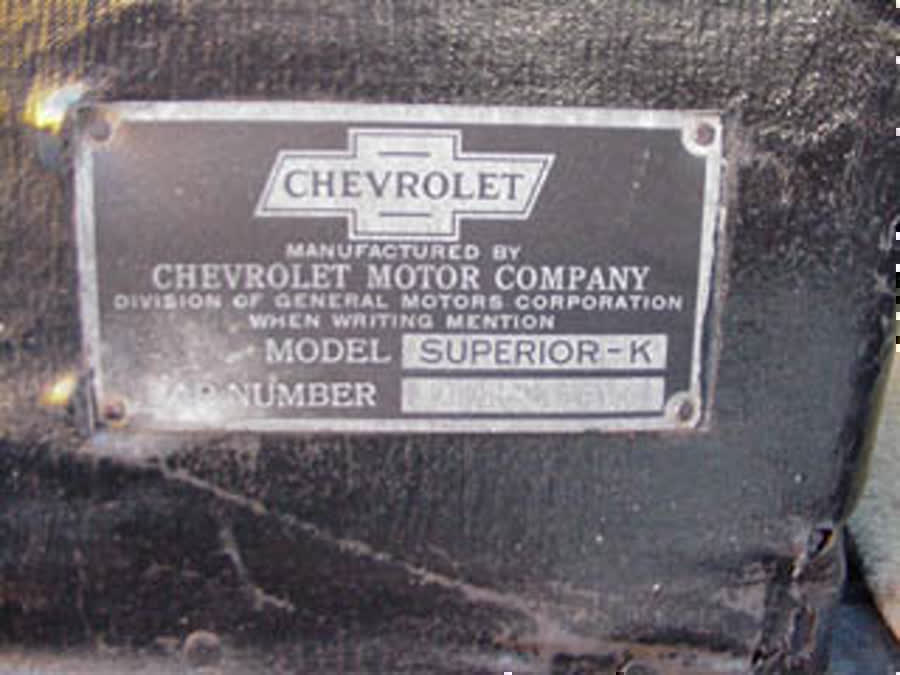 CHEVROLET
MANUFACTURED BY
CHEVROLET MOTOR COMPANY
DIVISION OF GENERAL MOTORS CORPORATION
WHEN WRITING MENTION
MODEL SUPERIOR-K
NUMBER